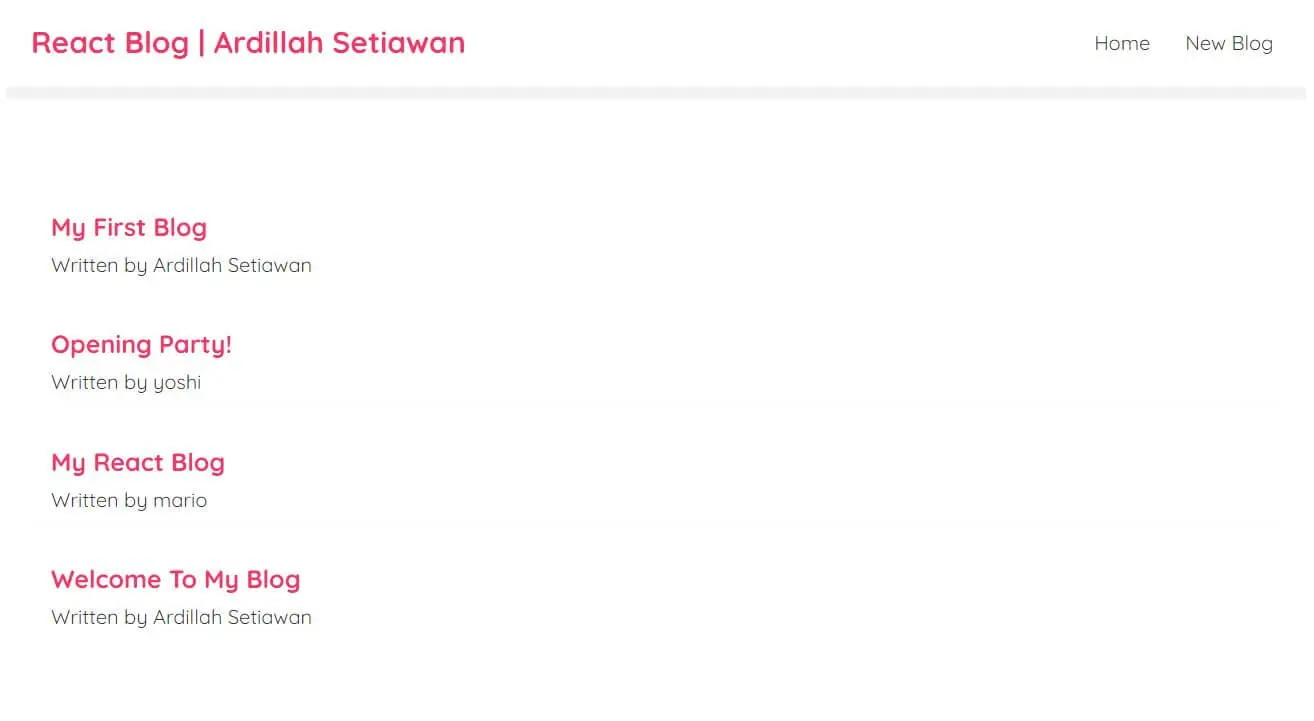 React Blog | Ardillah Setiawan
Home
New Blog
My First Blog
Written by Ardillah Setiawan
Opening Party!
Written by yoshi
My React Blog
Written by mario
Welcome To My Blog
Written by Ardillah Setiawan